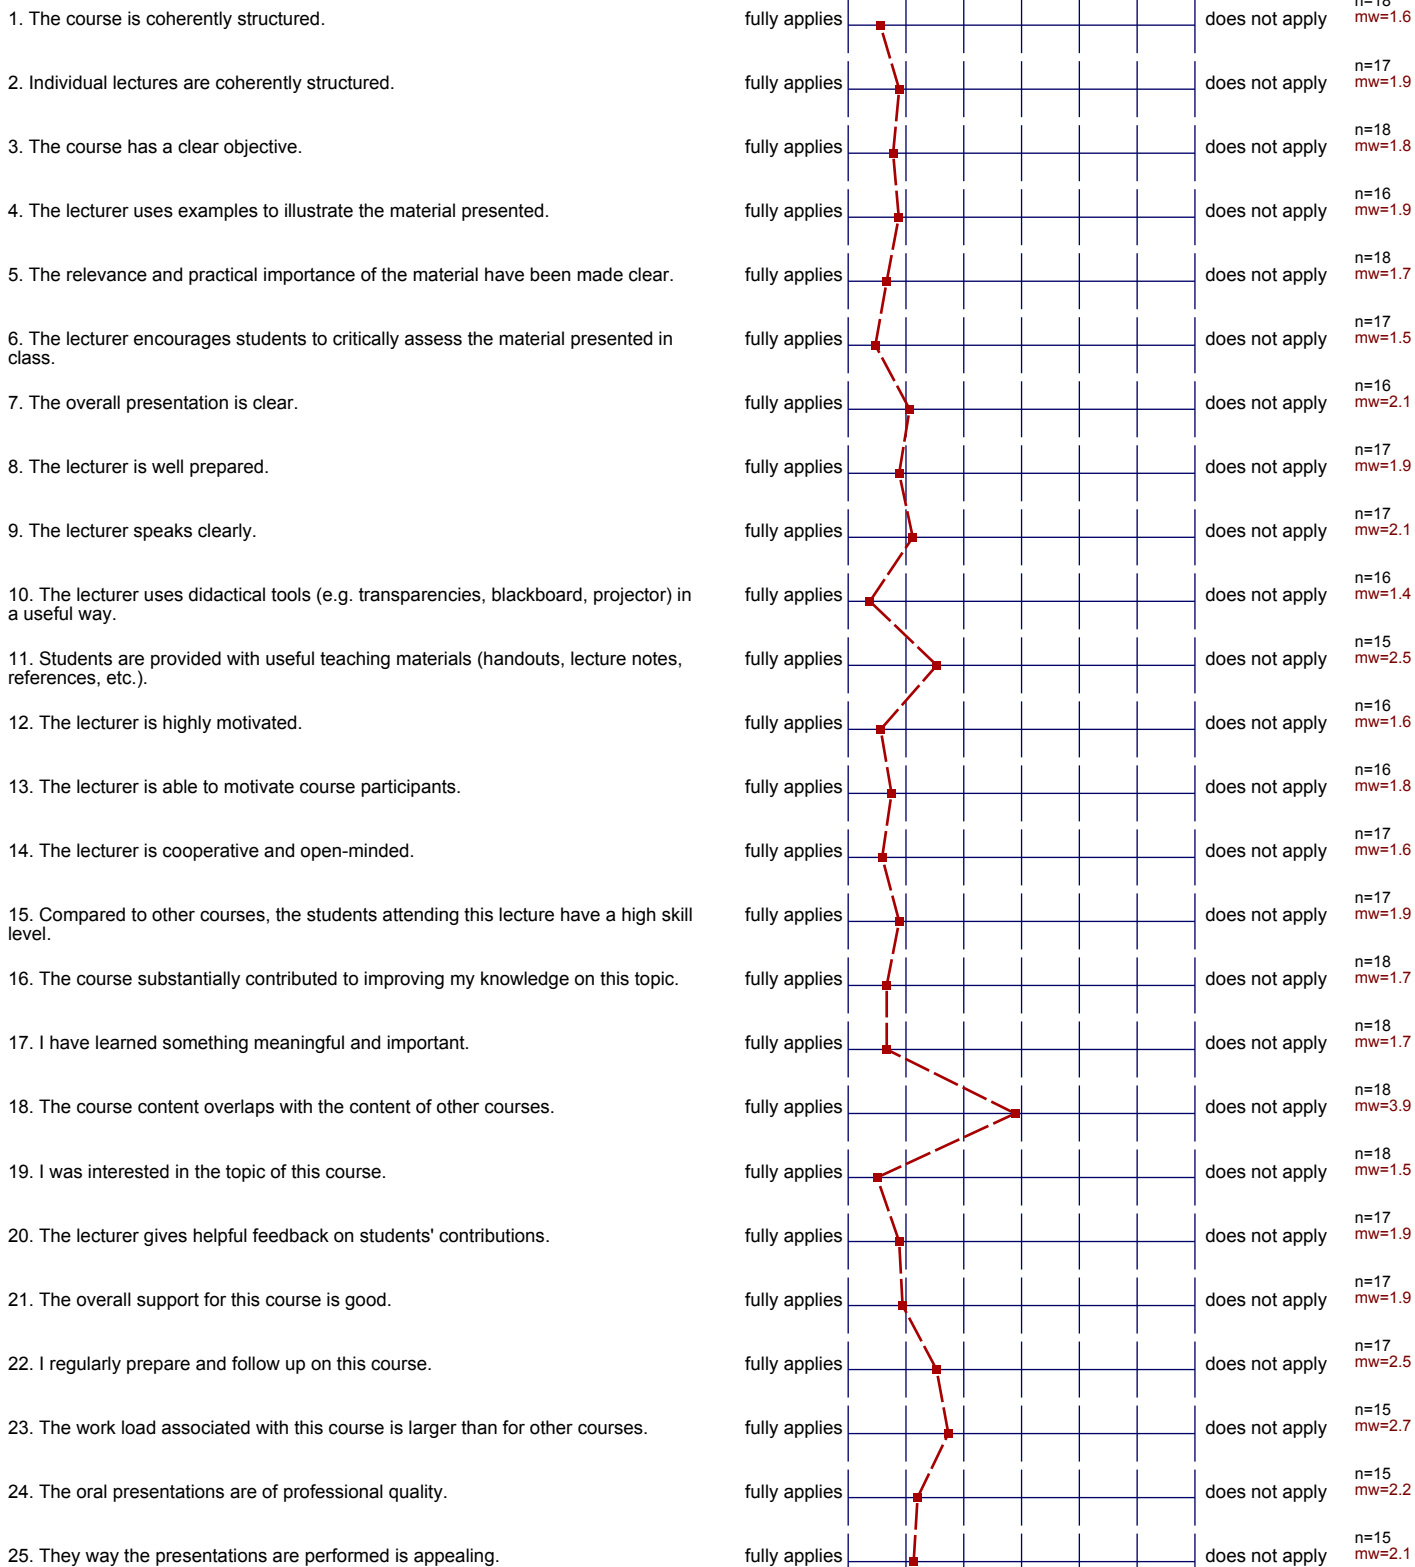 1. The course is coherently structured. fully applies does not apply n=18
mw=1.6
2. Individual lectures are coherently structured. fully applies does not apply n=17
mw=1.9
3. The course has a clear objective. fully applies does not apply n=18
mw=1.8
4. The lecturer uses examples to illustrate the material presented. fully applies does not apply n=16
mw=1.9
5. The relevance and practical importance of the material have been made clear. fully applies does not apply n=18
mw=1.7
6. The lecturer encourages students to critically assess the material presented in fully applies does not apply n=17
class. mw=1.5
7. The overall presentation is clear. fully applies does not apply n=16
mw=2.1
8. The lecturer is well prepared. fully applies does not apply n=17
mw=1.9
9. The lecturer speaks clearly. fully applies does not apply n=17
mw=2.1
10. The lecturer uses didactical tools (e.g. transparencies, blackboard, projector) in fully applies does not apply n=16
a useful way. mw=1.4
11. Students are provided with useful teaching materials (handouts, lecture notes, fully applies does not apply n=15
references, etc.). mw=2.5
12. The lecturer is highly motivated. fully applies does not apply n=16
mw=1.6
13. The lecturer is able to motivate course participants. fully applies does not apply n=16
mw=1.8
14. The lecturer is cooperative and open-minded. fully applies does not apply n=17
mw=1.6
15. Compared to other courses, the students attending this lecture have a high skill fully applies does not apply n=17
level. mw=1.9
16. The course substantially contributed to improving my knowledge on this topic. fully applies does not apply n=18
mw=1.7
17. I have learned something meaningful and important. fully applies does not apply n=18
mw=1.7
18. The course content overlaps with the content of other courses. fully applies does not apply n=18
mw=3.9
19. I was interested in the topic of this course. fully applies does not apply n=18
mw=1.5
20. The lecturer gives helpful feedback on students' contributions. fully applies does not apply n=17
mw=1.9
21. The overall support for this course is good. fully applies does not apply n=17
mw=1.9
22. I regularly prepare and follow up on this course. fully applies does not apply n=17
mw=2.5
23. The work load associated with this course is larger than for other courses. fully applies does not apply n=15
mw=2.7
24. The oral presentations are of professional quality. fully applies does not apply n=15
mw=2.2
25. They way the presentations are performed is appealing. fully applies does not apply n=15
mw=2.1